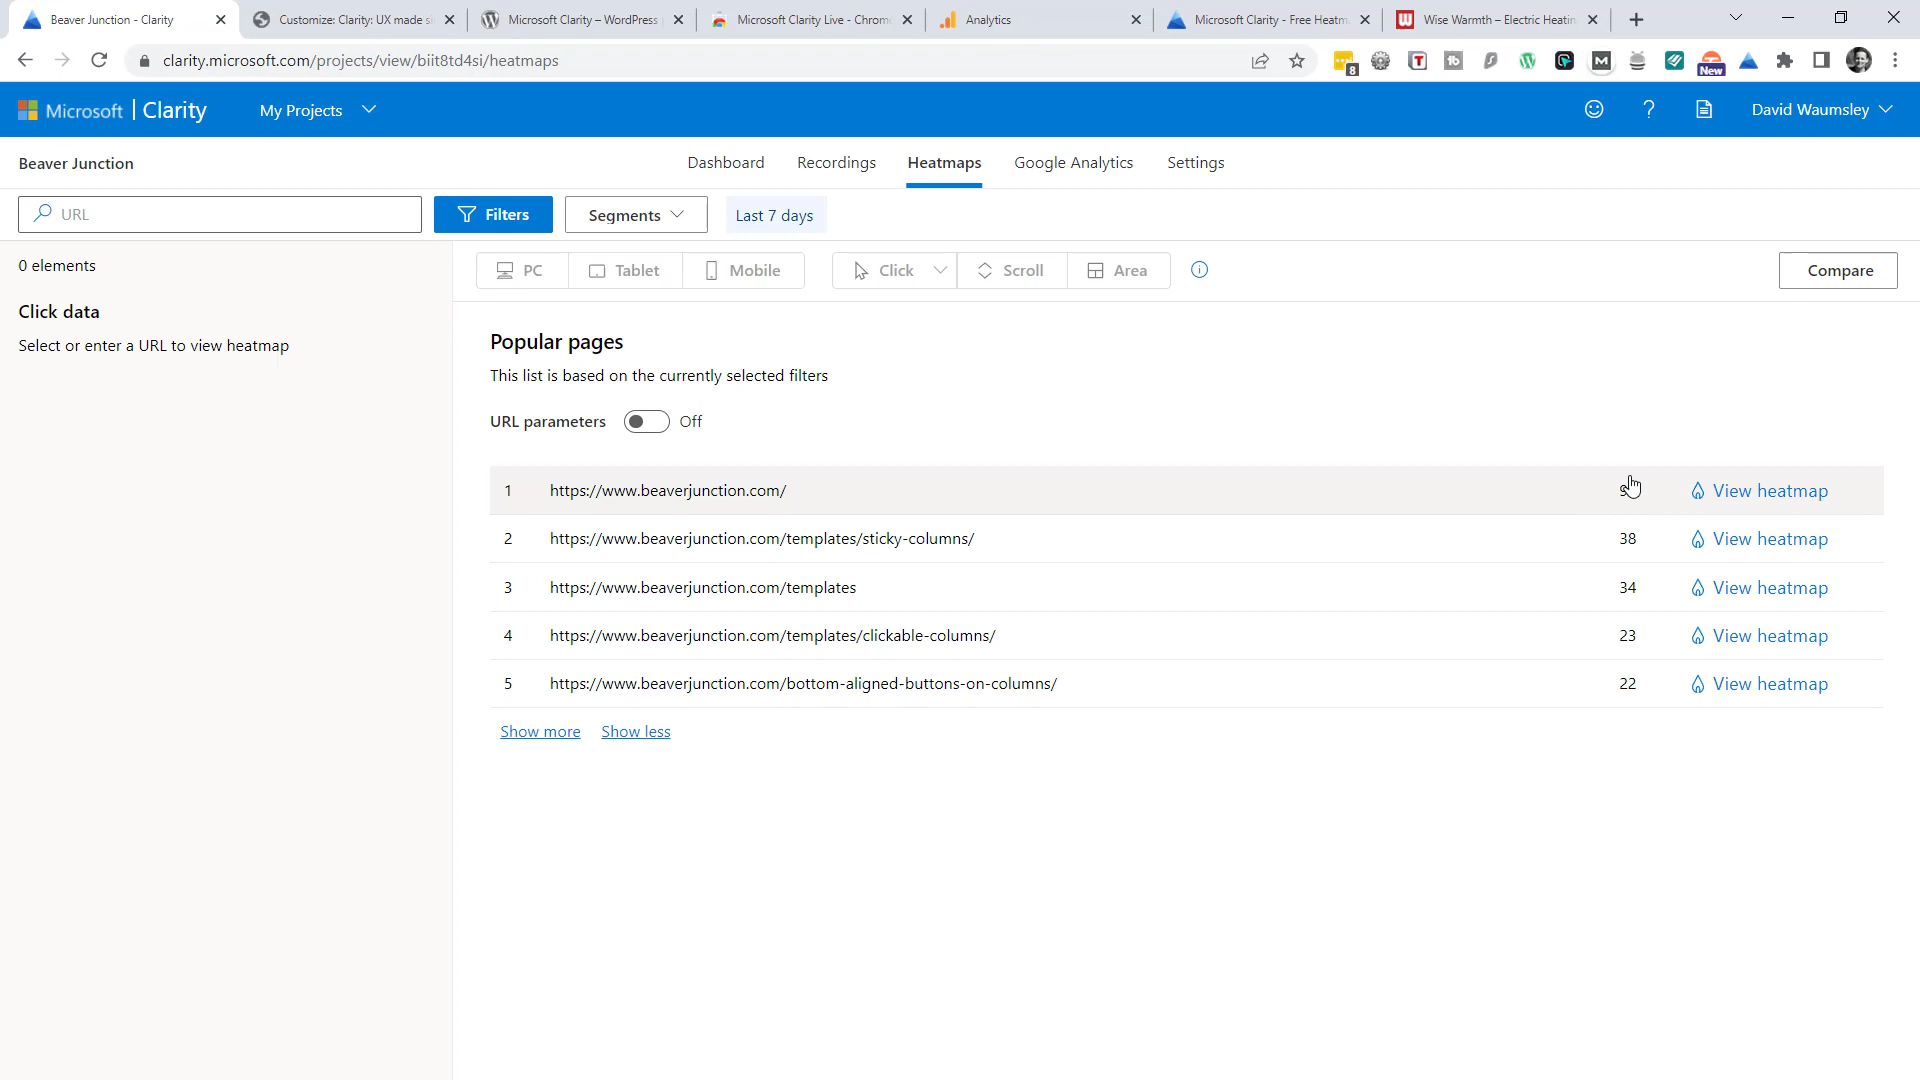 Beaver Junction - Clarity
Customize: Clarity: UX made si
Microsoft Clarity – WordPress
Microsoft Clarity Live - Chrome
Analytics
Microsoft Clarity - Free Heatm
Wise Warmth – Electric Heatin
clarity.microsoft.com/projects/view/biit8td4si/heatmaps
8
T
tb
M
New
Microsoft | Clarity
My Projects
?
David Waumsley
Beaver Junction
Dashboard
Recordings
Heatmaps
Google Analytics
Settings
URL
Filters
Segments
Last 7 days
0 elements
PC
Tablet
Mobile
Click
Scroll
Area
Compare
Click data
Select or enter a URL to view heatmap
Popular pages
This list is based on the currently selected filters
URL parameters Off
1 https://www.beaverjunction.com/ View heatmap
2 https://www.beaverjunction.com/templates/sticky-columns/ 38 View heatmap
3 https://www.beaverjunction.com/templates 34 View heatmap
4 https://www.beaverjunction.com/templates/clickable-columns/ 23 View heatmap
5 https://www.beaverjunction.com/bottom-aligned-buttons-on-columns/ 22 View heatmap
Show more Show less